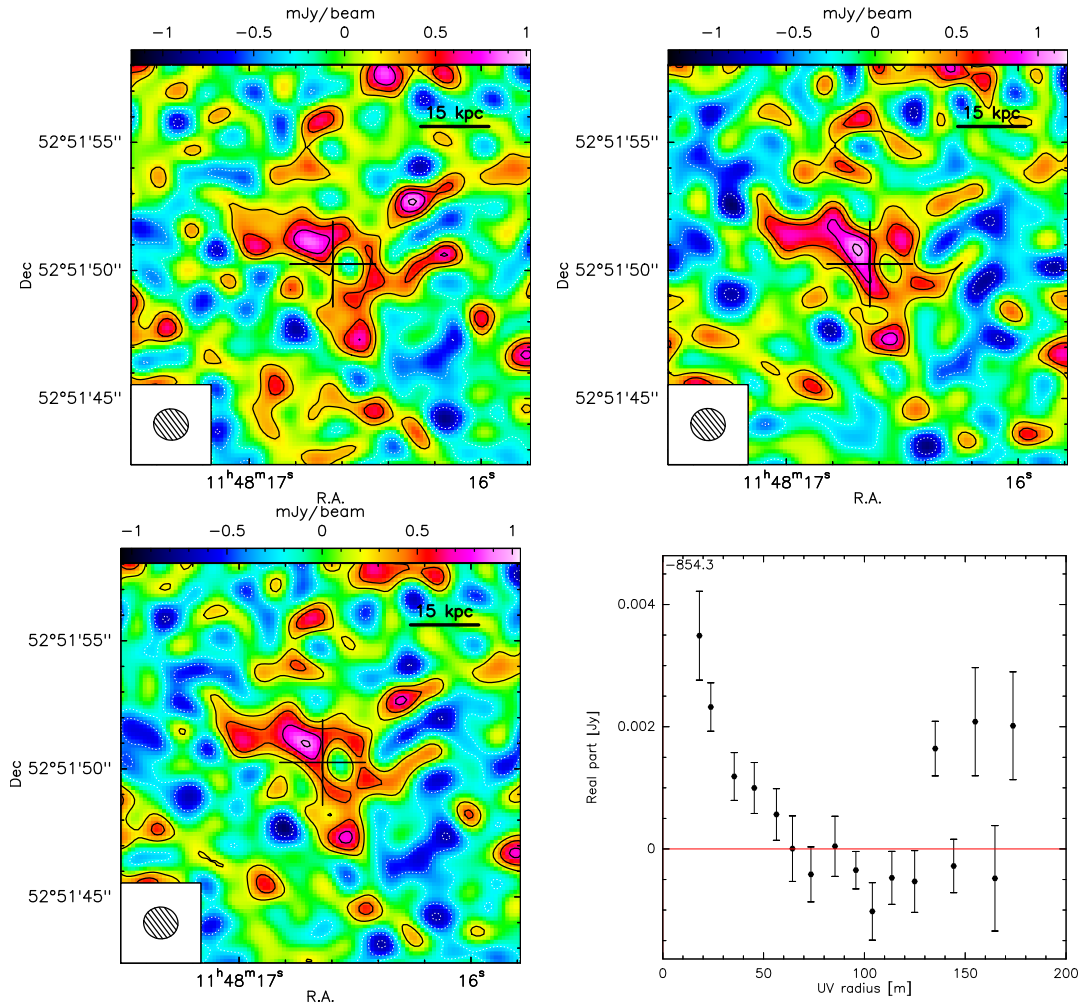 mJy/beam
−1 −0.5 0 0.5 1
15 kpc
52°51'55''
52°51'50''
52°51'45''
Dec
11ʰ48ᵐ17ˢ 16ˢ
R.A.
mJy/beam
−1 −0.5 0 0.5 1
15 kpc
52°51'55''
52°51'50''
52°51'45''
Dec
11ʰ48ᵐ17ˢ 16ˢ
R.A.
mJy/beam
−1 −0.5 0 0.5 1
15 kpc
52°51'55''
52°51'50''
52°51'45''
Dec
11ʰ48ᵐ17ˢ 16ˢ
R.A.
−854.3
0.004
0.002
0
Real part [Jy]
0 50 100 150 200
UV radius [m]